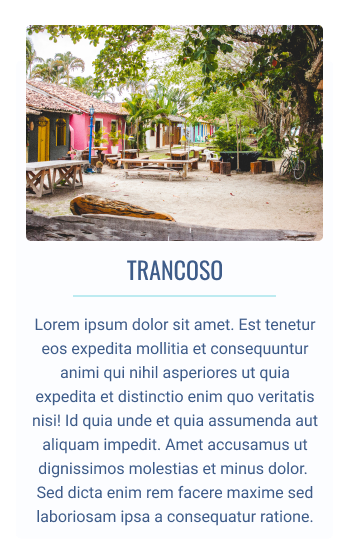 TRANCOSO
Lorem ipsum dolor sit amet. Est tenetur
eos expedita mollitia et consequuntur
animi qui nihil asperiores ut quia
expedita et distinctio enim quo veritatis
nisi! Id quia unde et quia assumenda aut
aliquam impedit. Amet accusamus ut
dignissimos molestias et minus dolor.
Sed dicta enim rem facere maxime sed
laboriosam ipsa a consequatur ratione.